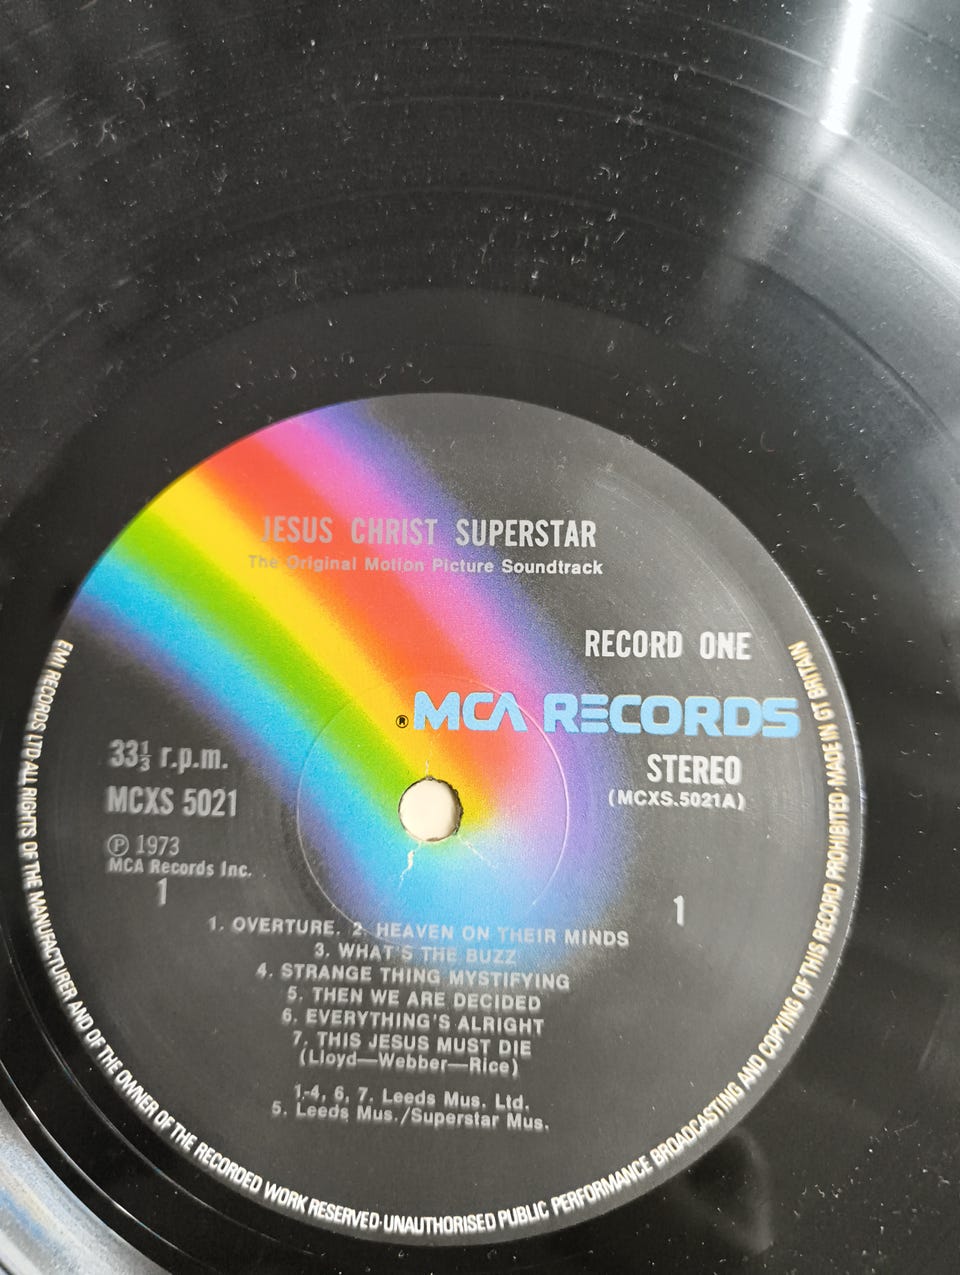 JESUS CHRIST SUPERSTAR
The Original Motion Picture Soundtrack
RECORD ONE
® MCA RECORDS
33⅓ r.p.m.
STEREO
MCXS 5021
(MCXS.5021A)
Ⓟ 1973
MCA Records Inc.
1
1
1. OVERTURE. 2. HEAVEN ON THEIR MINDS
3. WHAT'S THE BUZZ
4. STRANGE THING MYSTIFYING
5. THEN WE ARE DECIDED
6. EVERYTHING'S ALRIGHT
7. THIS JESUS MUST DIE
(Lloyd—Webber—Rice)
1-4, 6, 7. Leeds Mus. Ltd.
5. Leeds Mus./Superstar Mus.
EMI RECORDS LTD·ALL RIGHTS OF THE MANUFACTURER AND OF THE OWNER OF THE RECORDED WORK RESERVED·UNAUTHORISED PUBLIC PERFORMANCE BROADCASTING AND COPYING OF THIS RECORD PROHIBITED·MADE IN GT BRITAIN